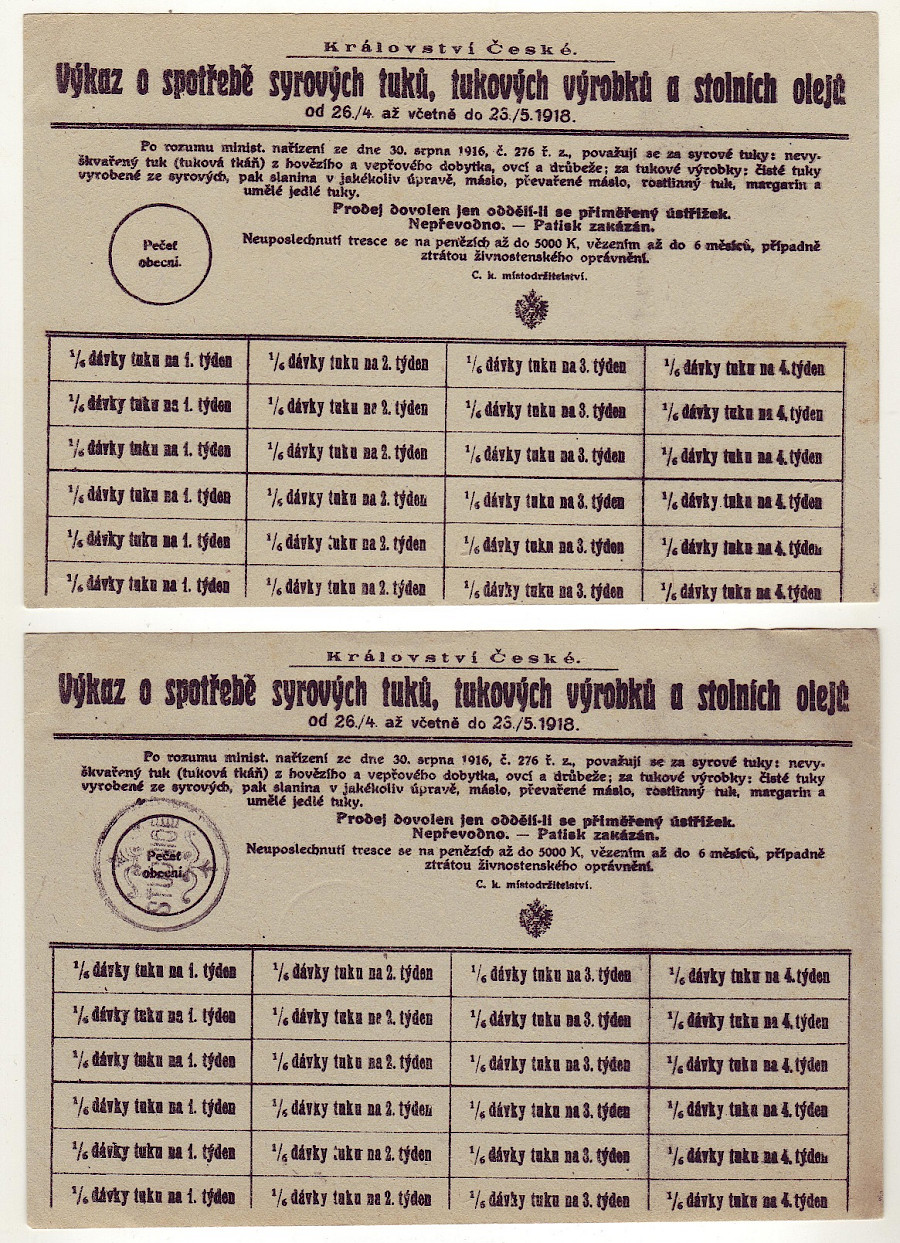 Království České.
Výkaz o spotřebě syrových tuků, tukových výrobků a stolních olejů
od 26./4. až včetně do 23./5.1918.
Po rozumu minist. nařízení ze dne 30. srpna 1916, č. 276 ř. z., považují se za syrové tuky: nevy-
škvařený tuk (tuková tkáň) z hovězího a vepřového dobytka, ovcí a drůbeže; za tukové výrobky: čisté tuky
vyrobené ze syrových, pak slanina v jakékoliv úpravě, máslo, převařené máslo, rostlinný tuk, margarin a
umělé jedlé tuky.
Prodej dovolen jen oddělí-li se přiměřený ústřižek.
Nepřevodno. — Patisk zakázán.
Pečeť
obecní.
Neuposlechnutí tresce se na penězích až do 5000 K, vězením až do 6 měsíců, případně
ztrátou živnostenského oprávnění.
C. k. místodržitelství.
1/6 dávky tuku na 1. týden 1/6 dávky tuku na 2. týden 1/6 dávky tuku na 3. týden 1/6 dávky tuku na 4. týden
1/6 dávky tuku na 1. týden 1/6 dávky tuku na 2. týden 1/6 dávky tuku na 3. týden 1/6 dávky tuku na 4. týden
1/6 dávky tuku na 1. týden 1/6 dávky tuku na 2. týden 1/6 dávky tuku na 3. týden 1/6 dávky tuku na 4. týden
1/6 dávky tuku na 1. týden 1/6 dávky tuku na 2. týden 1/6 dávky tuku na 3. týden 1/6 dávky tuku na 4. týden
1/6 dávky tuku na 1. týden 1/6 dávky tuku na 2. týden 1/6 dávky tuku na 3. týden 1/6 dávky tuku na 4. týden
1/6 dávky tuku na 1. týden 1/6 dávky tuku na 2. týden 1/6 dávky tuku na 3. týden 1/6 dávky tuku na 4. týden
Království České.
Výkaz o spotřebě syrových tuků, tukových výrobků a stolních olejů
od 26./4. až včetně do 23./5.1918.
Po rozumu minist. nařízení ze dne 30. srpna 1916, č. 276 ř. z., považují se za syrové tuky: nevy-
škvařený tuk (tuková tkáň) z hovězího a vepřového dobytka, ovcí a drůbeže; za tukové výrobky: čisté tuky
vyrobené ze syrových, pak slanina v jakékoliv úpravě, máslo, převařené máslo, rostlinný tuk, margarin a
umělé jedlé tuky.
Prodej dovolen jen oddělí-li se přiměřený ústřižek.
Nepřevodno. — Patisk zakázán.
Pečeť
obecní.
Neuposlechnutí tresce se na penězích až do 5000 K, vězením až do 6 měsíců, případně
ztrátou živnostenského oprávnění.
C. k. místodržitelství.
1/6 dávky tuku na 1. týden 1/6 dávky tuku na 2. týden 1/6 dávky tuku na 3. týden 1/6 dávky tuku na 4. týden
1/6 dávky tuku na 1. týden 1/6 dávky tuku na 2. týden 1/6 dávky tuku na 3. týden 1/6 dávky tuku na 4. týden
1/6 dávky tuku na 1. týden 1/6 dávky tuku na 2. týden 1/6 dávky tuku na 3. týden 1/6 dávky tuku na 4. týden
1/6 dávky tuku na 1. týden 1/6 dávky tuku na 2. týden 1/6 dávky tuku na 3. týden 1/6 dávky tuku na 4. týden
1/6 dávky tuku na 1. týden 1/6 dávky tuku na 2. týden 1/6 dávky tuku na 3. týden 1/6 dávky tuku na 4. týden
1/6 dávky tuku na 1. týden 1/6 dávky tuku na 2. týden 1/6 dávky tuku na 3. týden 1/6 dávky tuku na 4. týden